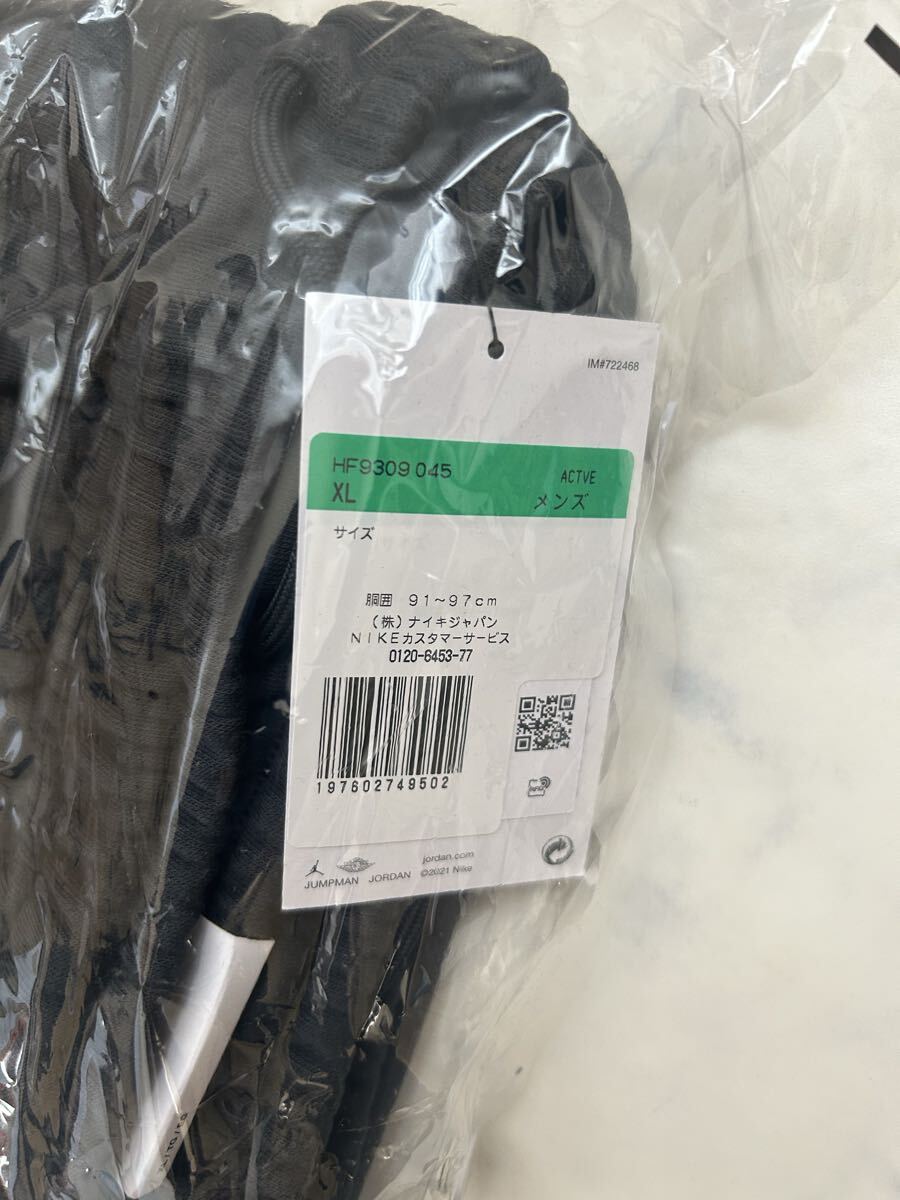 IM#722468
HF9309 045
ACTVE
XL
メンズ
サイズ
胴囲 91~97cm
(株)ナイキジャパン
NIKEカスタマーサービス
0120-6453-77
197602749502
jordan.com
JUMPMAN JORDAN ©2021 Nike